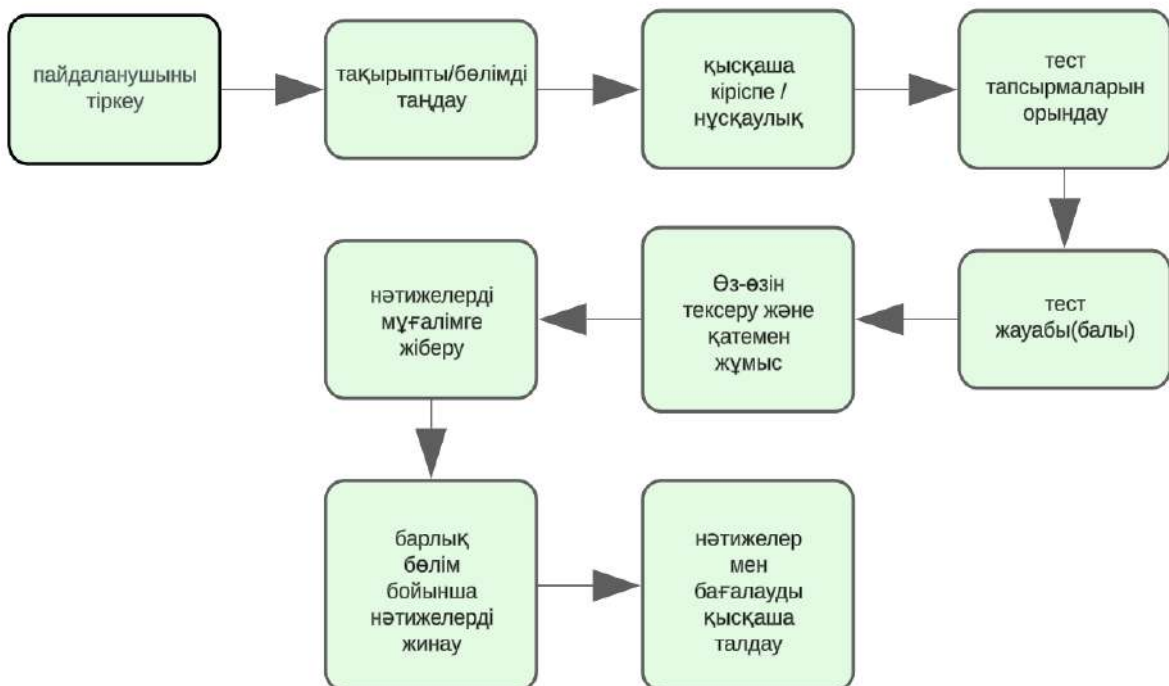 пайдаланушыны
тіркеу
тақырыпты/бөлімді
таңдау
қысқаша
кіріспе /
нұсқаулық
тест
тапсырмаларын
орындау
тест
жауабы(балы)
Өз-өзін
тексеру және
қатемен
жұмыс
нәтижелерді
мұғалімге
жіберу
барлық
бөлім
бойынша
нәтижелерді
жинау
нәтижелер
мен
бағалауды
қысқаша
талдау